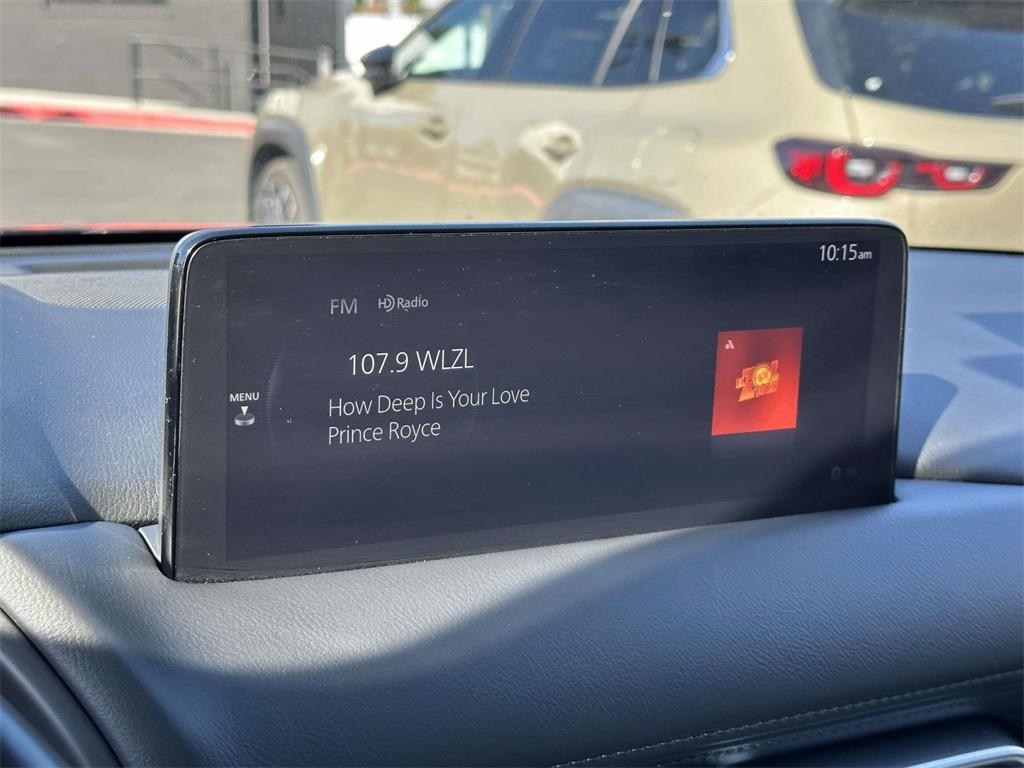 10:15am
FM HD Radio
107.9 WLZL
MENU
How Deep Is Your Love
Prince Royce